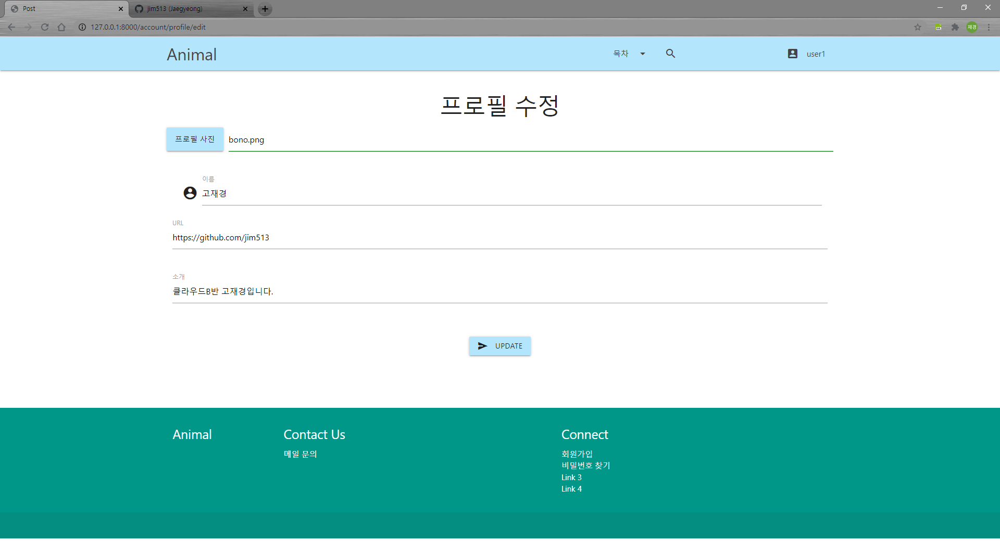 Post
jim513 (Jaegyeong)
127.0.0.1:8000/account/profile/edit
재경
Animal
목차
user1
프로필 수정
프로필 사진
bono.png
이름
고재경
URL
https://github.com/jim513
소개
클라우드B반 고재경입니다.
UPDATE
Animal
Contact Us
메일 문의
Connect
회원가입
비밀번호 찾기
Link 3
Link 4